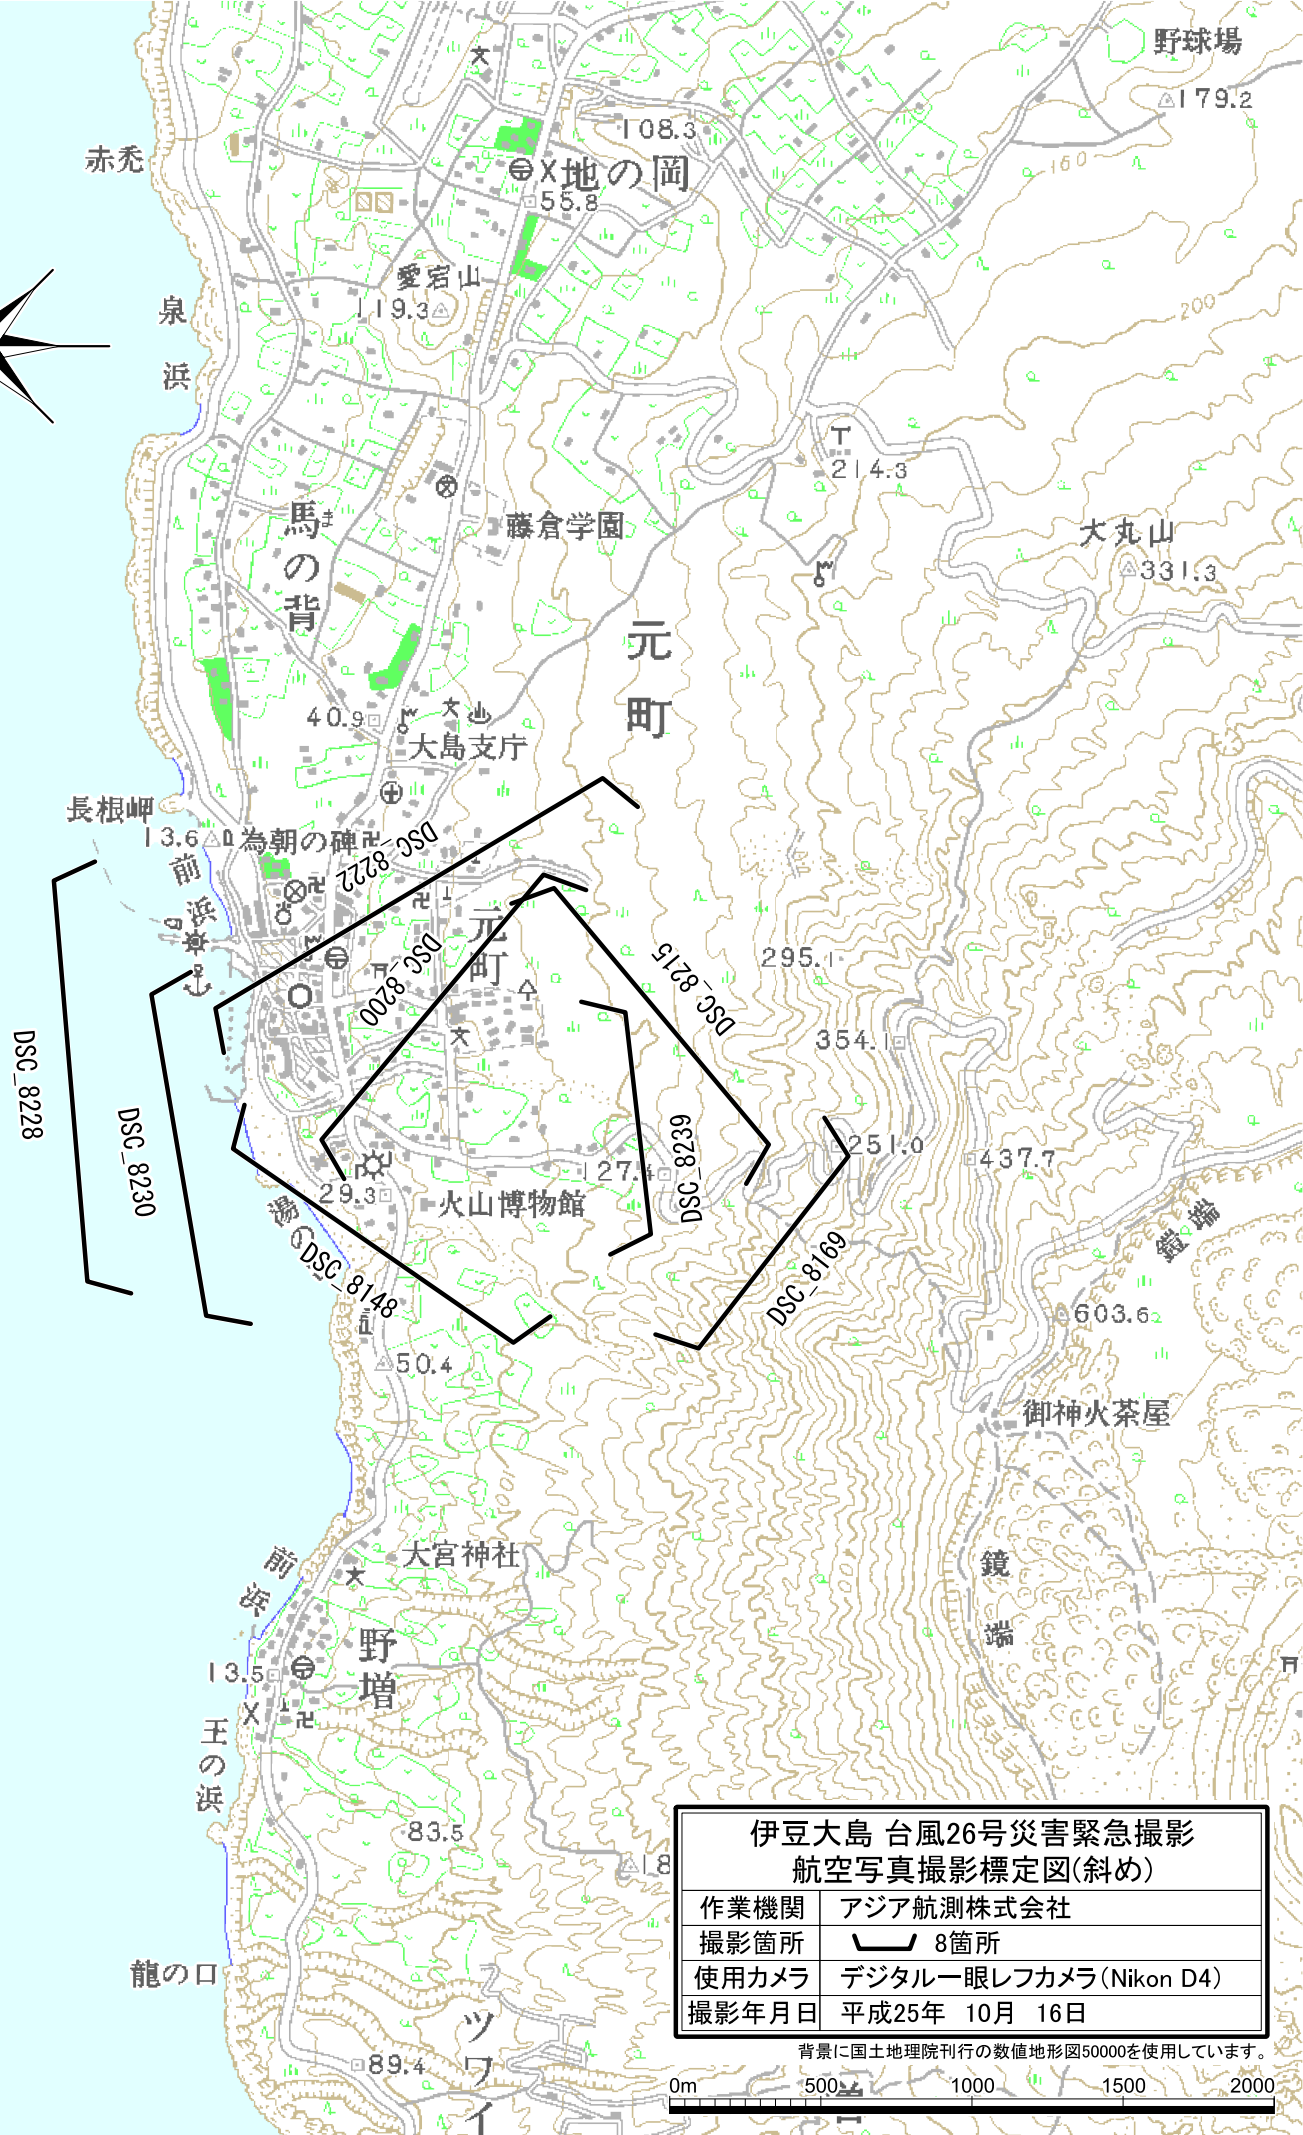 野球場
179.2
108.3
赤禿
地の岡
150
55.8
愛宕山
119.3
泉浜
200
214.3
馬の背
ま
藤倉学園
大丸山
331.3
元町
40.9
大島支庁
長根岬
13.6
為朝の碑
DSC_8222
前浜
元町
DSC_8200
DSC_8215
295.1
354.1
DSC_8228
DSC_8230
DSC_8239
251.0
127.4
437.7
29.3
火山博物館
湯の
鎧端
DSC_8148
DSC_8169
603.6
50.4
御神火茶屋
大宮神社
前浜
鏡端
野増
13.5
王の浜
83.5
18
龍の口
89.4
ツワイ
伊豆大島 台風26号災害緊急撮影
航空写真撮影標定図(斜め)
作業機関 アジア航測株式会社
撮影箇所 8箇所
使用カメラ デジタル一眼レフカメラ(Nikon D4)
撮影年月日 平成25年 10月 16日
背景に国土地理院刊行の数値地形図50000を使用しています。
0m 500 1000 1500 2000